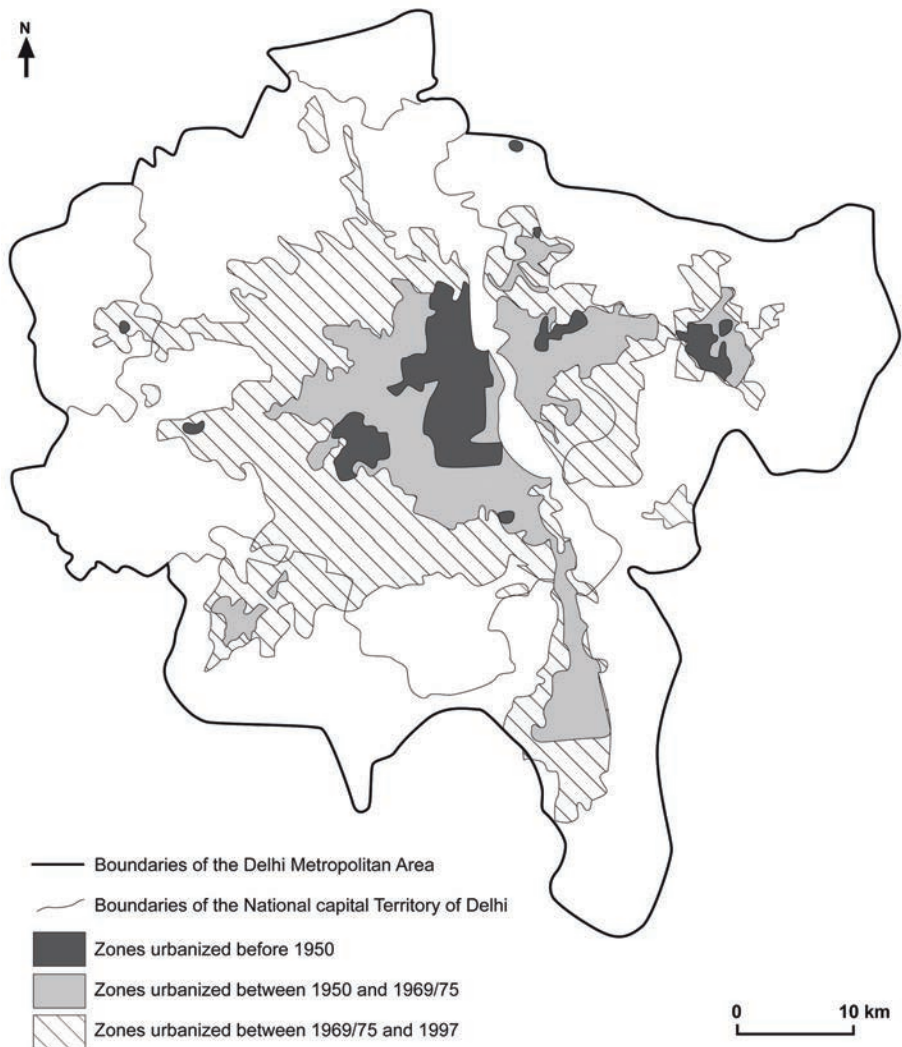 N
Boundaries of the Delhi Metropolitan Area
Boundaries of the National capital Territory of Delhi
Zones urbanized before 1950
Zones urbanized between 1950 and 1969/75
Zones urbanized between 1969/75 and 1997
0 10 km